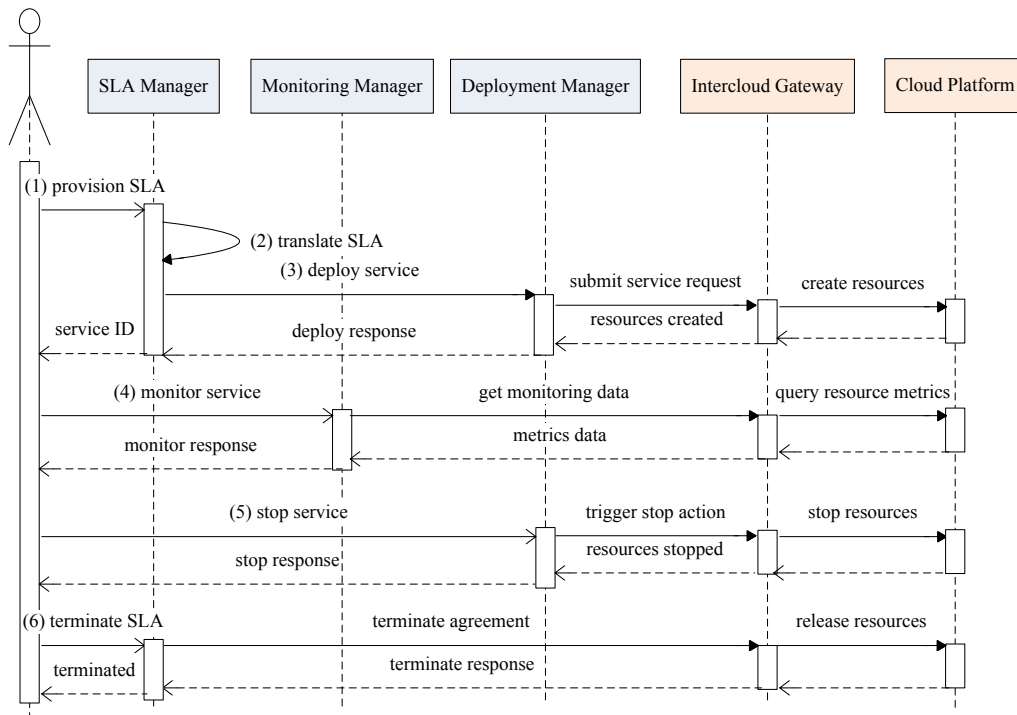 SLA Manager
Monitoring Manager
Deployment Manager
Intercloud Gateway
Cloud Platform
(1) provision SLA
(2) translate SLA
(3) deploy service
submit service request
create resources
service ID
deploy response
resources created
(4) monitor service
get monitoring data
query resource metrics
monitor response
metrics data
(5) stop service
trigger stop action
stop resources
stop response
resources stopped
(6) terminate SLA
terminate agreement
release resources
terminated
terminate response